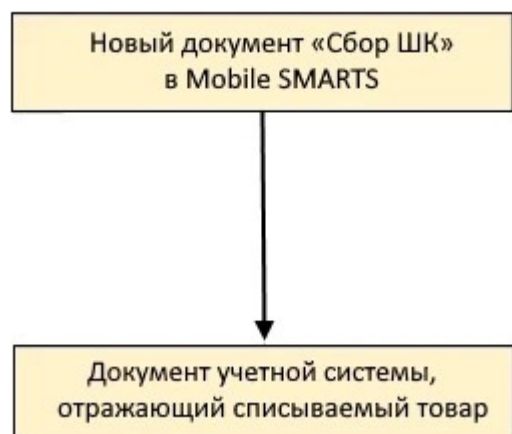 Новый документ «Сбор ШК»
в Mobile SMARTS
Документ учетной системы,
отражающий списываемый товар